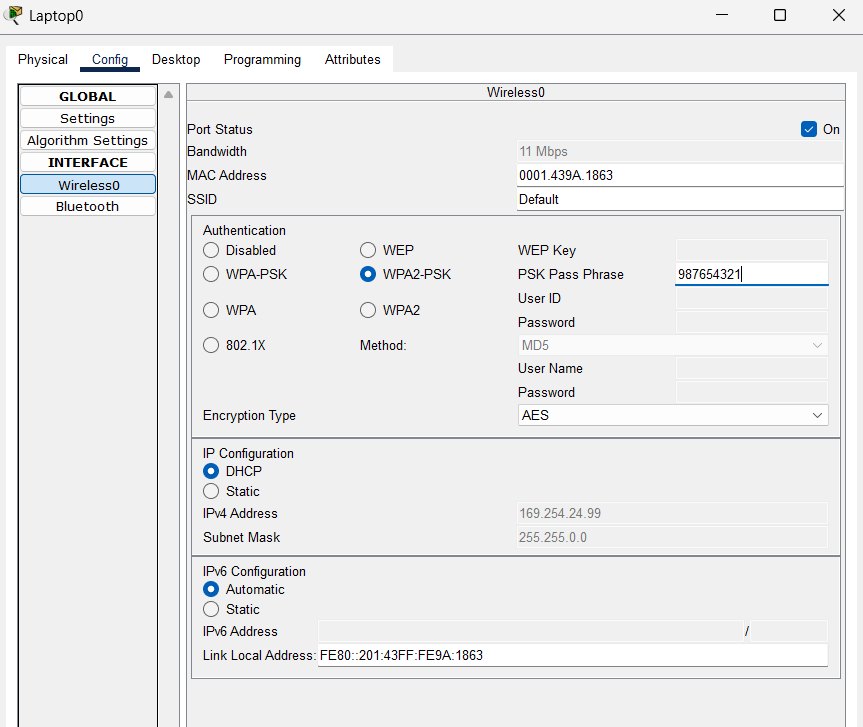 Laptop0
Physical Config Desktop Programming Attributes
GLOBAL
Settings
Algorithm Settings
INTERFACE
Wireless0
Bluetooth
Wireless0
Port Status On
Bandwidth 11 Mbps
MAC Address 0001.439A.1863
SSID Default
Authentication
Disabled WEP WEP Key
WPA-PSK WPA2-PSK PSK Pass Phrase 987654321
User ID
WPA WPA2
Password
802.1X Method: MD5
User Name
Password
Encryption Type AES
IP Configuration
DHCP
Static
IPv4 Address 169.254.24.99
Subnet Mask 255.255.0.0
IPv6 Configuration
Automatic
Static
IPv6 Address /
Link Local Address: FE80::201:43FF:FE9A:1863